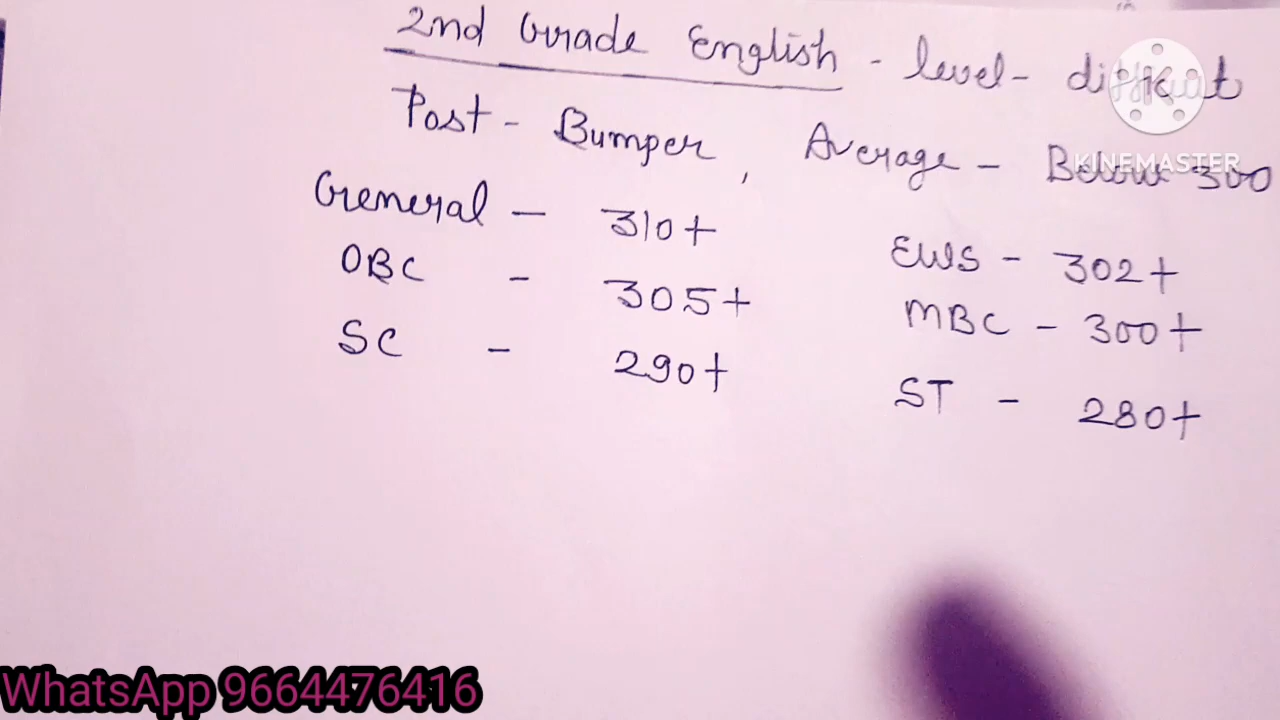 2nd Grade English - level - difficult
Post - Bumper, Average - Below 300
KINEMASTER
General - 310+
EWS - 302+
OBC - 305+
MBC - 300+
SC - 290+
ST - 280+
WhatsApp 9664476416